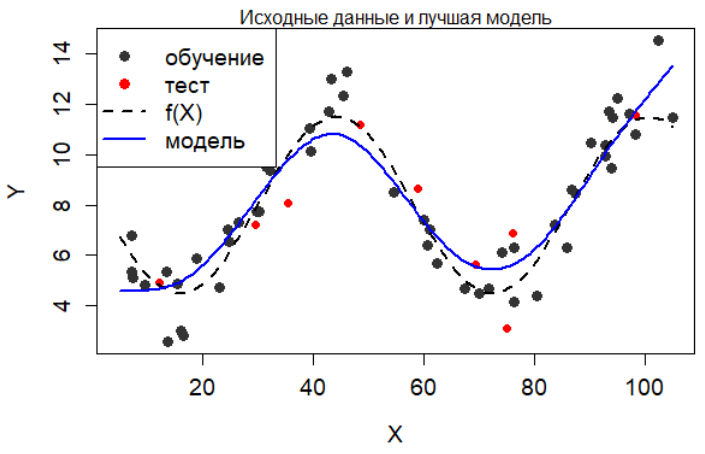 Исходные данные и лучшая модель
обучение
тест
f(X)
модель
14
12
10
8
6
4
Y
20 40 60 80 100
X